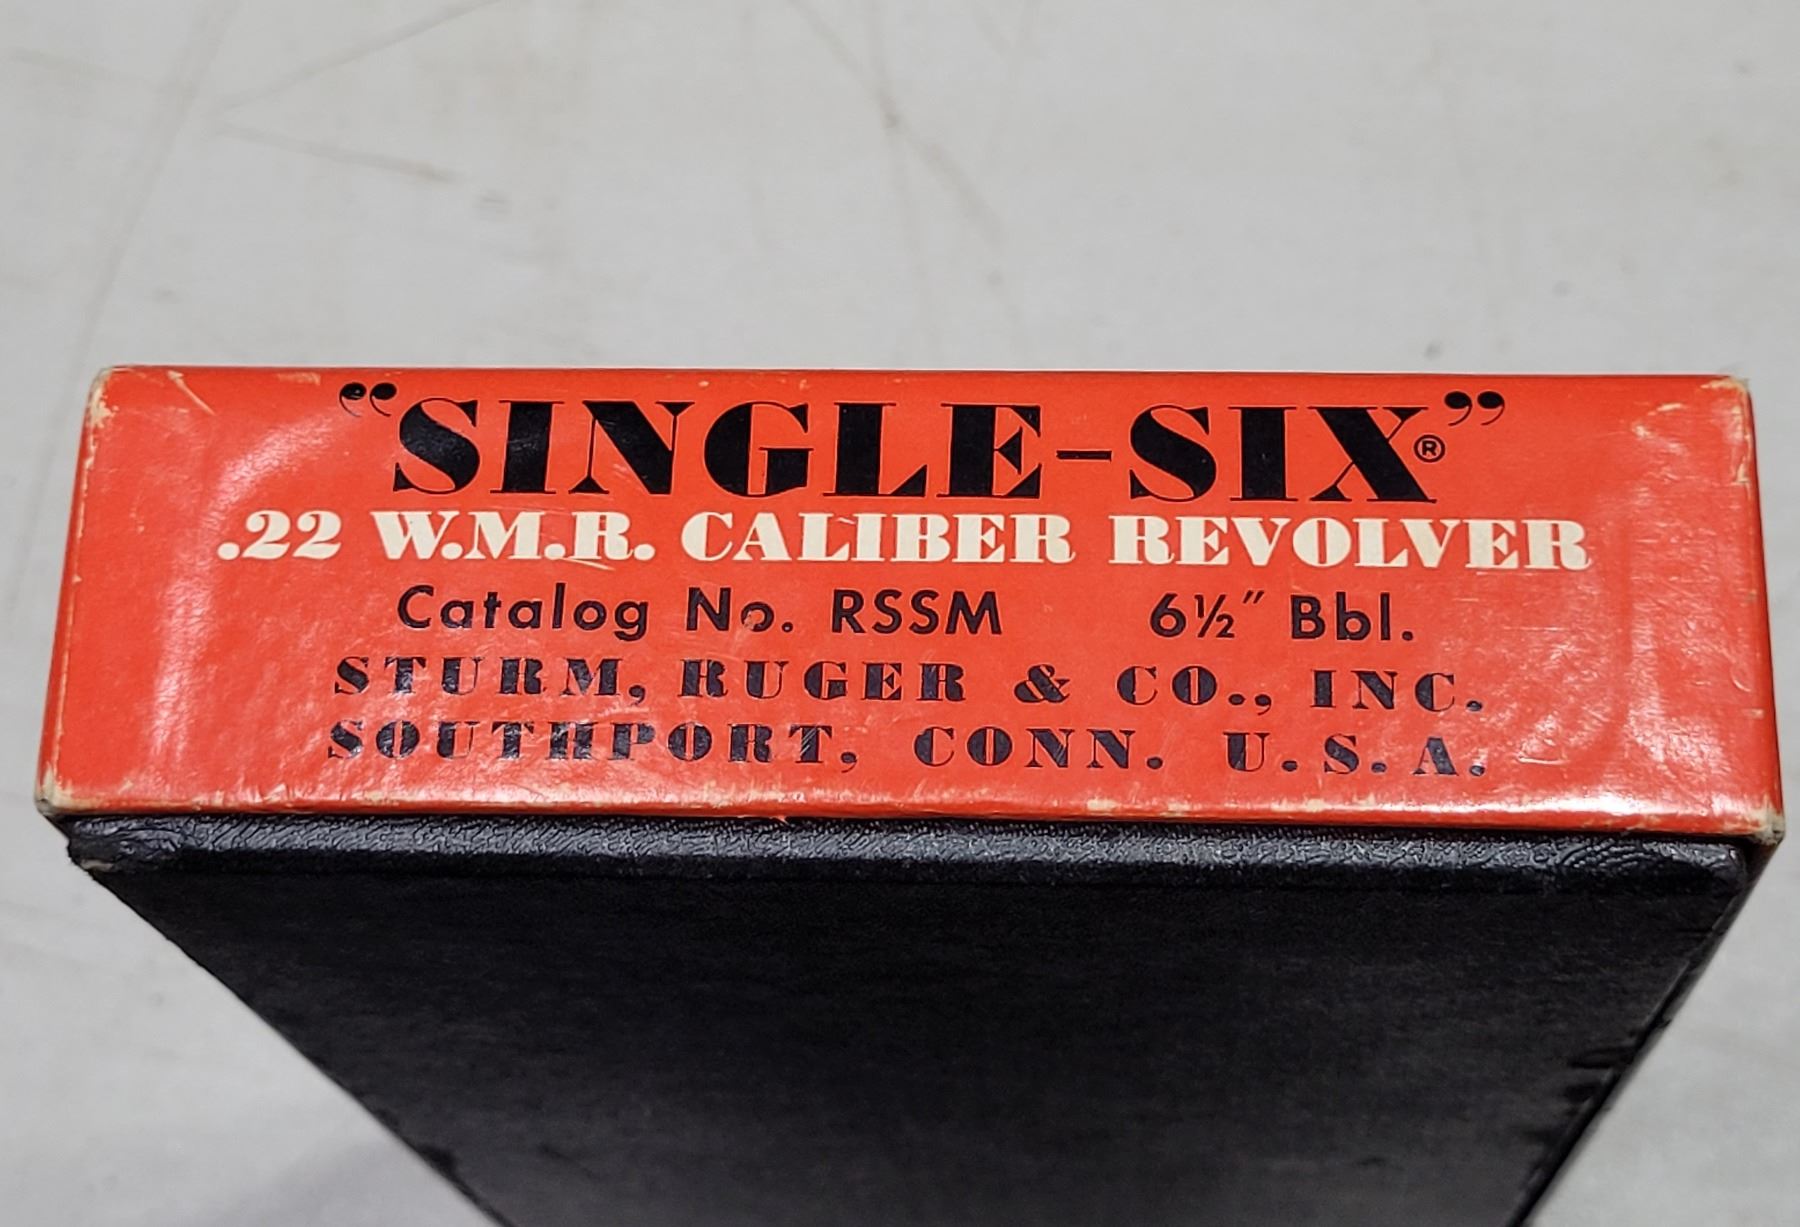 “SINGLE-SIX®”
.22 W.M.R. CALIBER REVOLVER
Catalog No. RSSM 6½" Bbl.
STURM, RUGER & CO., INC.
SOUTHPORT, CONN. U.S.A.